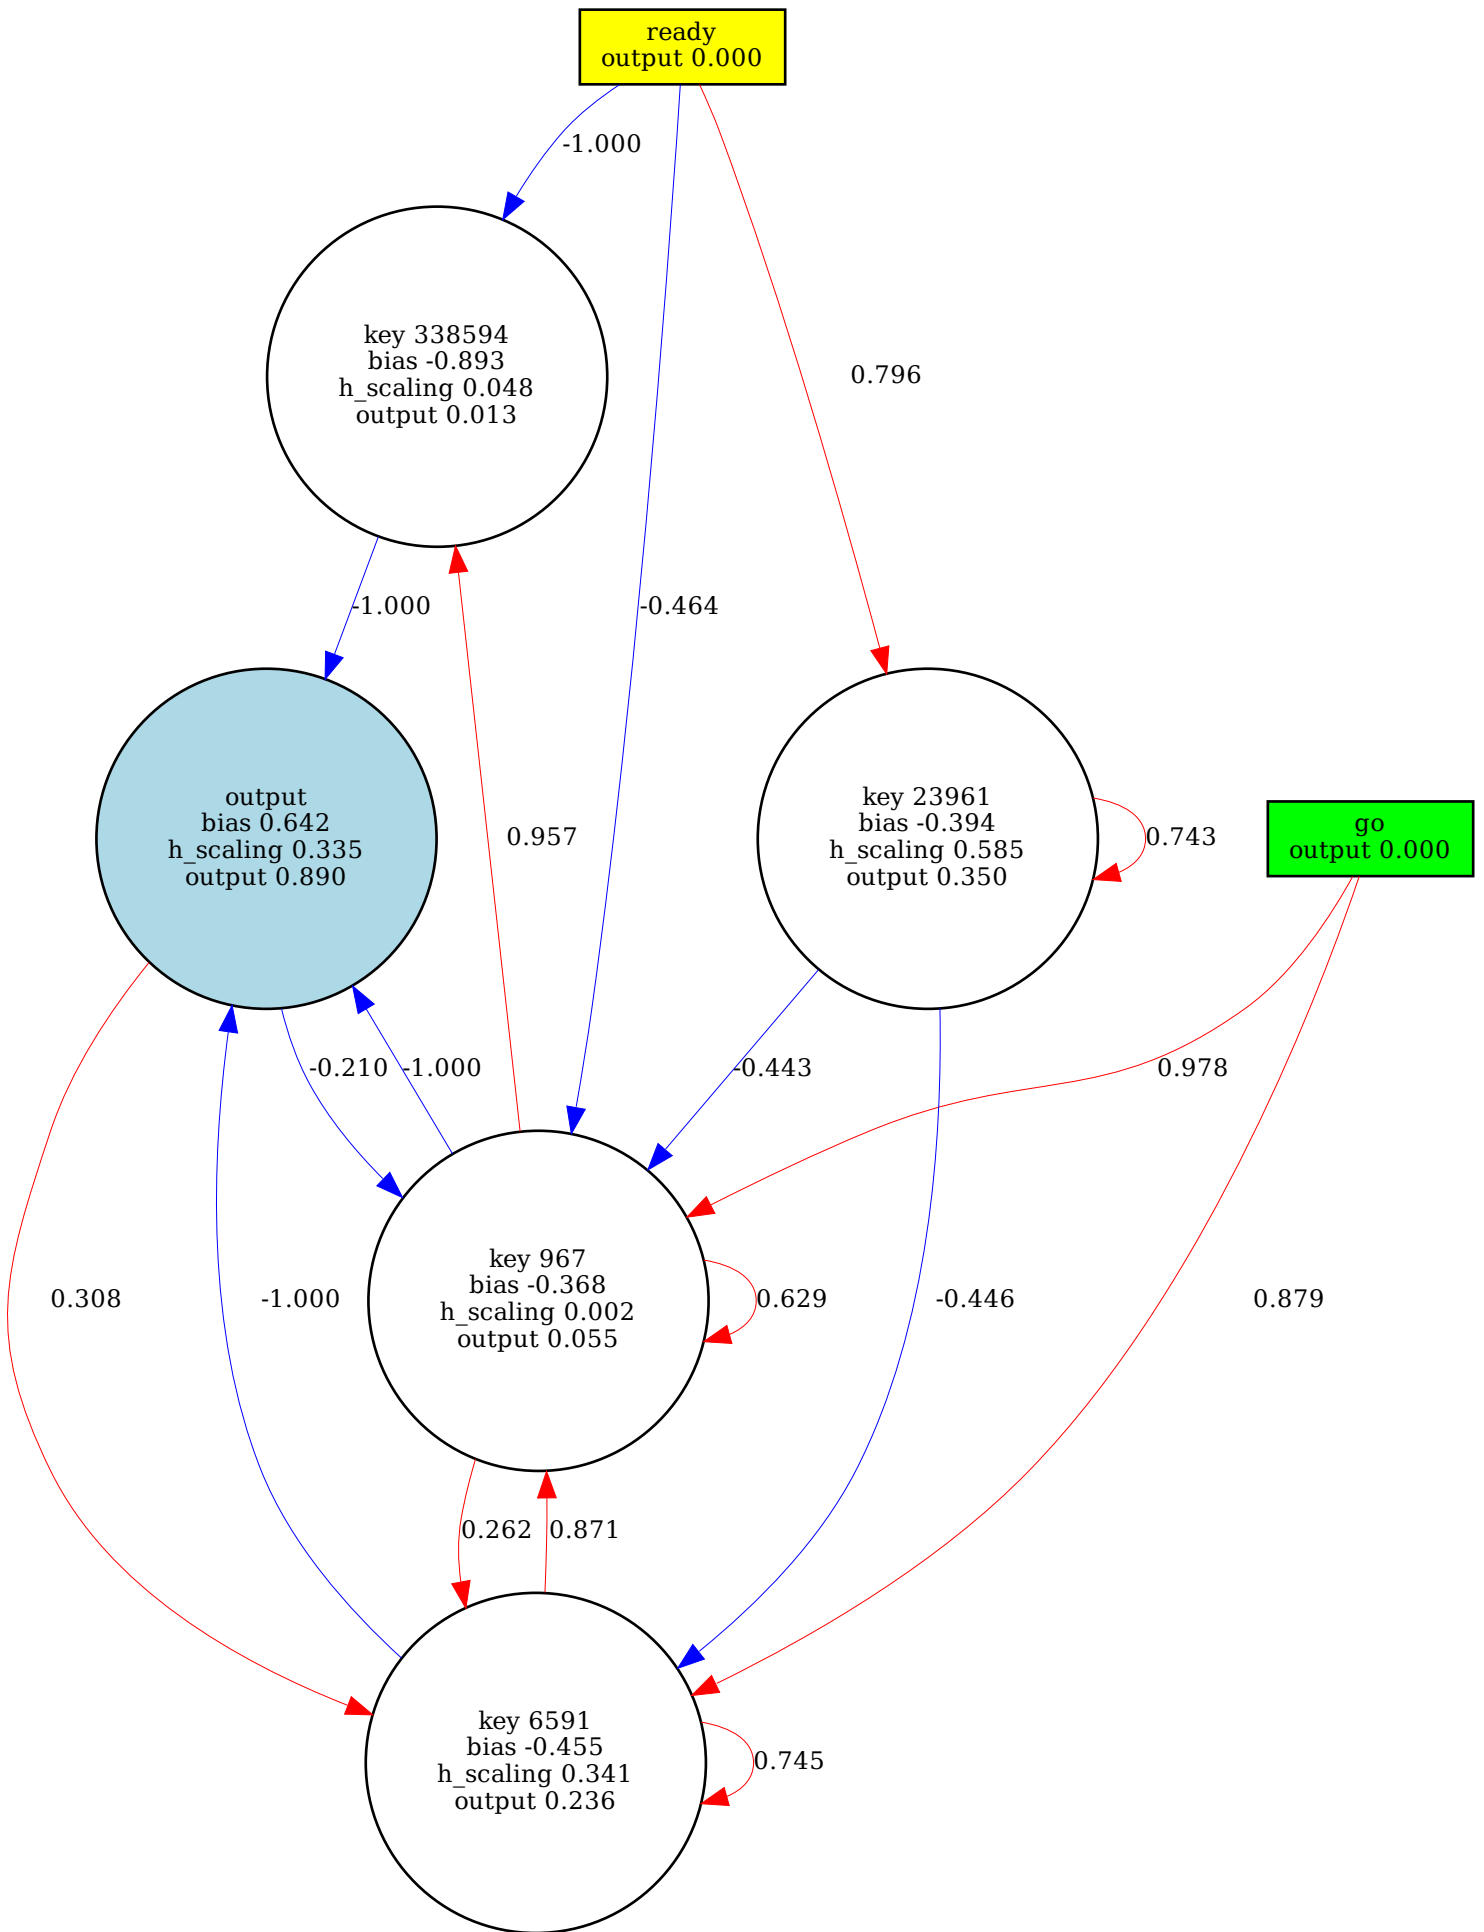 ready
output 0.000
-1.000
key 338594
bias -0.893
h_scaling 0.048
output 0.013
0.796
-1.000
-0.464
output
bias 0.642
h_scaling 0.335
output 0.890
0.957
key 23961
bias -0.394
h_scaling 0.585
output 0.350
0.743
go
output 0.000
-0.210
-1.000
-0.443
0.978
0.308
-1.000
key 967
bias -0.368
h_scaling 0.002
output 0.055
0.629
-0.446
0.879
0.262
0.871
key 6591
bias -0.455
h_scaling 0.341
output 0.236
0.745